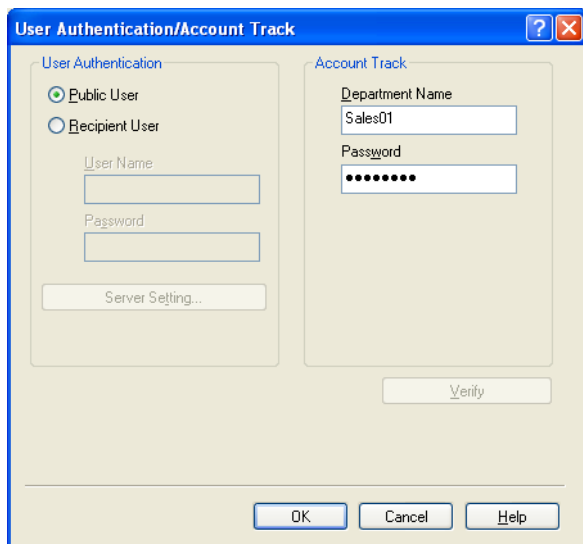 User Authentication/Account Track
User Authentication
Public User
Recipient User
User Name
Password
Server Setting...
Account Track
Department Name
Sales01
Password
●●●●●●●●
Verify
OK
Cancel
Help